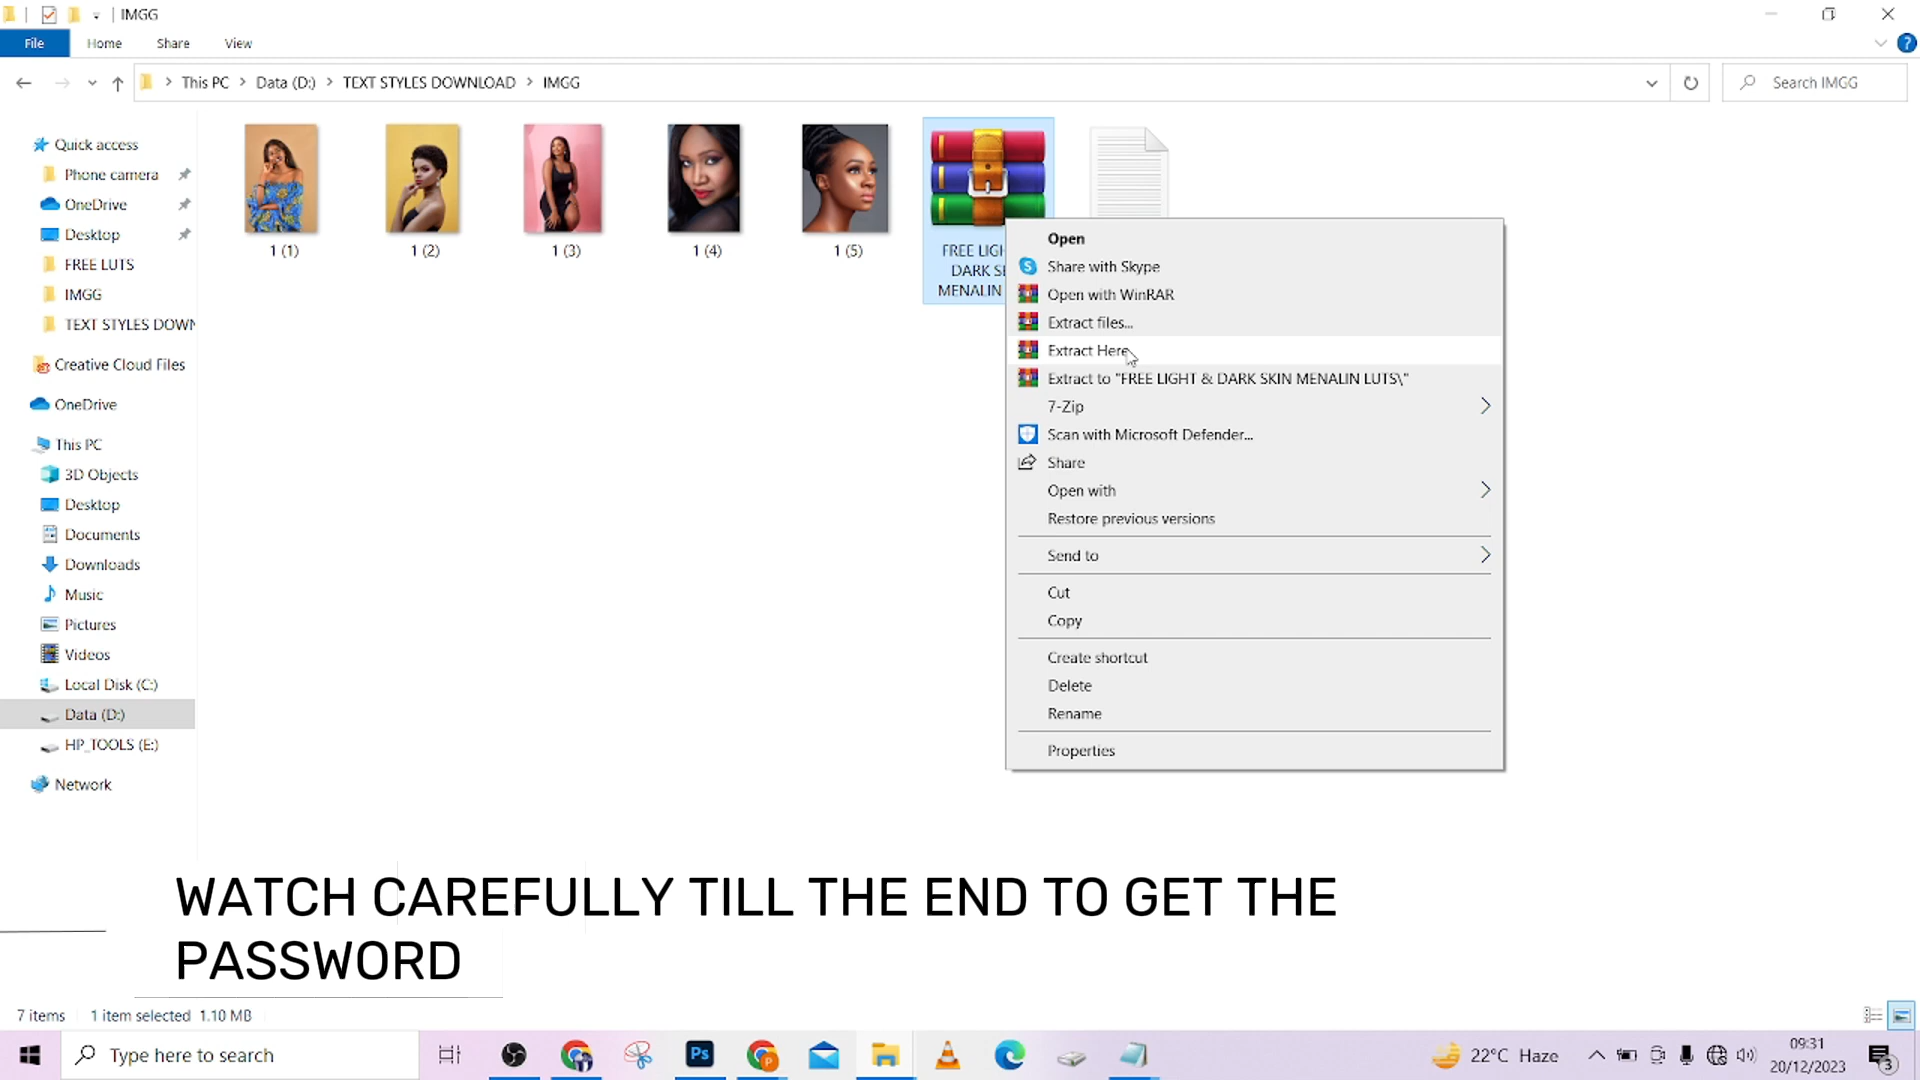 IMGG
File Home Share View
This PC > Data (D:) > TEXT STYLES DOWNLOAD > IMGG
Search IMGG
Quick access
Phone camera
OneDrive
Desktop
FREE LUTS
IMGG
TEXT STYLES DOWN
Creative Cloud Files
OneDrive
This PC
3D Objects
Desktop
Documents
Downloads
Music
Pictures
Videos
Local Disk (C:)
Data (D:)
HP_TOOLS (E:)
Network
1 (1)
1 (2)
1 (3)
1 (4)
1 (5)
FREE LIGH
DARK S
MENALIN
Open
Share with Skype
Open with WinRAR
Extract files...
Extract Here
Extract to "FREE LIGHT & DARK SKIN MENALIN LUTS\"
7-Zip
Scan with Microsoft Defender...
Share
Open with
Restore previous versions
Send to
Cut
Copy
Create shortcut
Delete
Rename
Properties
WATCH CAREFULLY TILL THE END TO GET THE
PASSWORD
7 items 1 item selected 1.10 MB
Type here to search
Ps
22°C Haze
09:31
20/12/2023
3